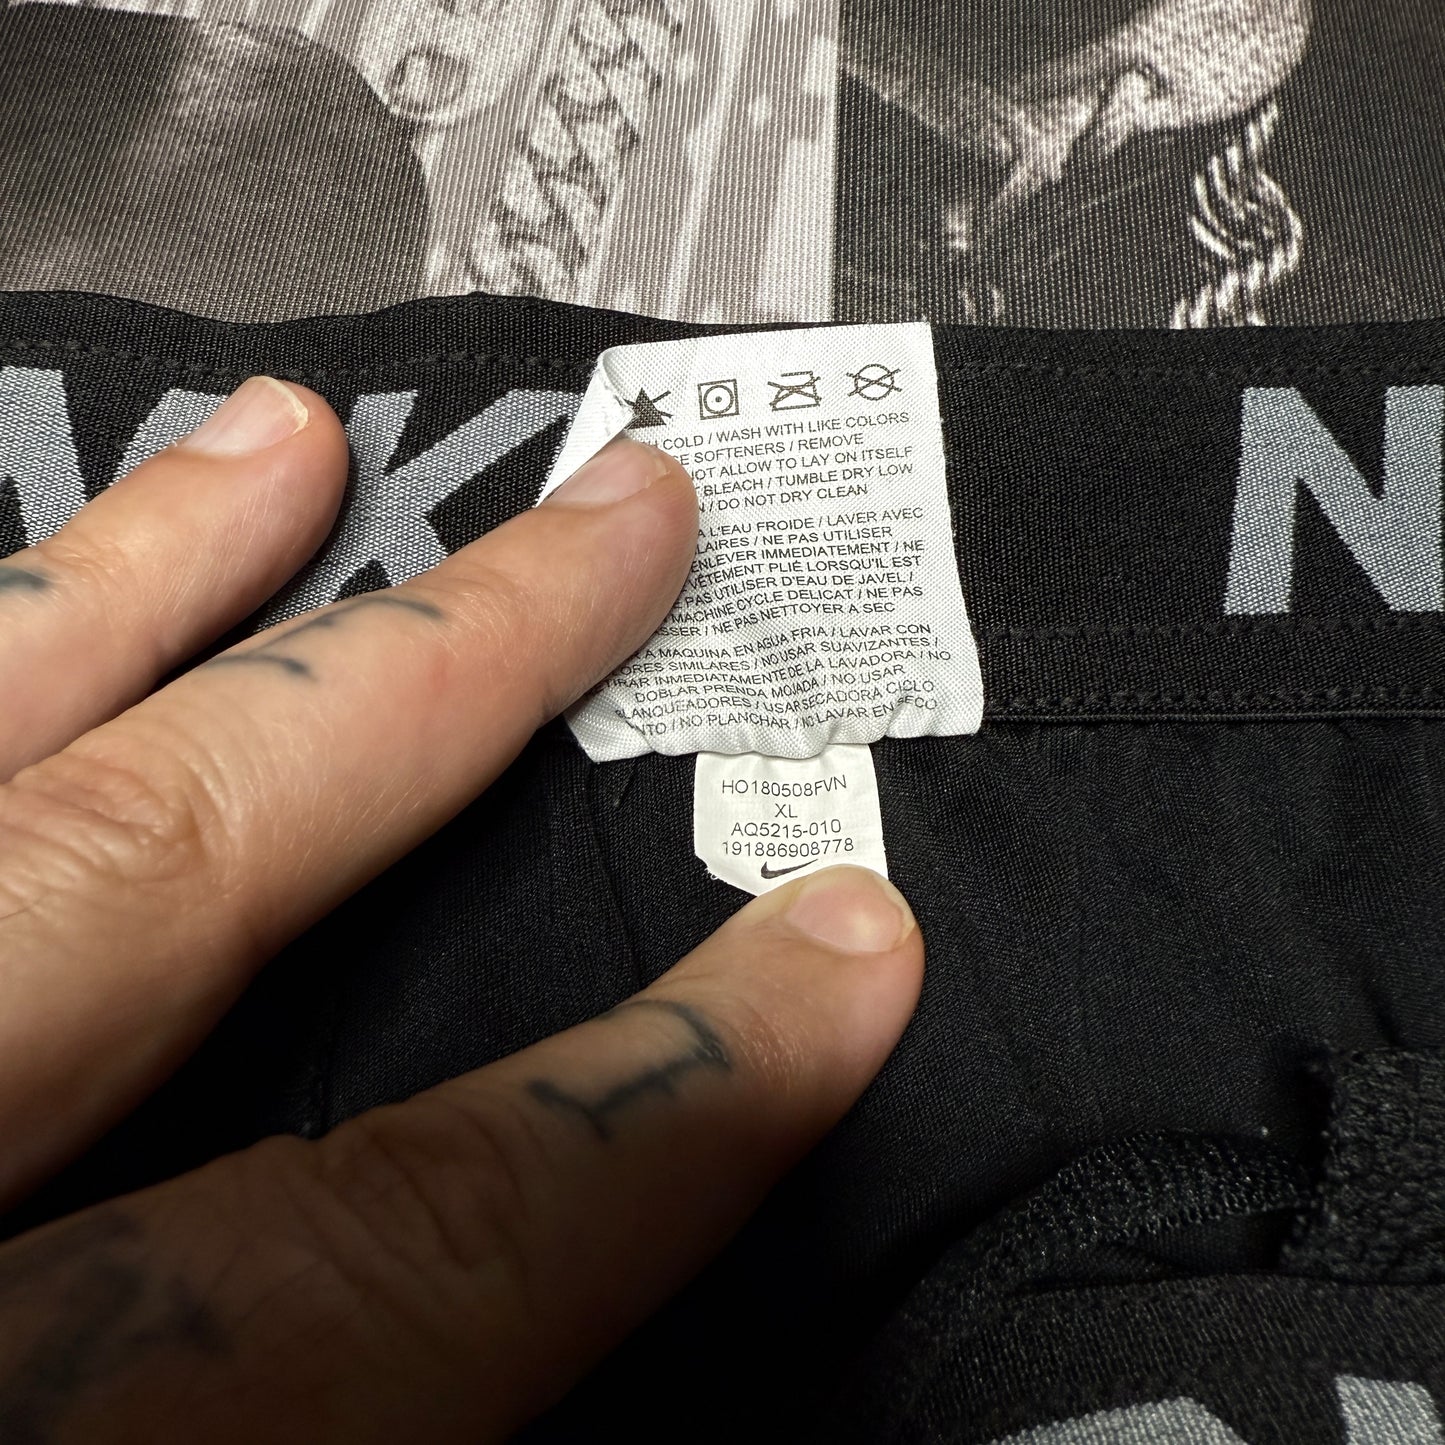 COLD / WASH WITH LIKE COLORS
SOFTENERS / REMOVE
NOT ALLOW TO LAY ON ITSELF
BLEACH / TUMBLE DRY LOW
/ DO NOT DRY CLEAN
L'EAU FROIDE / LAVER AVEC
/ NE PAS UTILISER
ENLEVER IMMEDIATEMENT / NE
VÊTEMENT PLIÉ LORSQU'IL EST
PAS UTILISER D'EAU DE JAVEL /
MACHINE CYCLE DELICAT / NE PAS
/ NE PAS NETTOYER A SEC
A MAQUINA EN AGUA FRIA / LAVAR CON
SIMILARES / NO USAR SUAVIZANTES /
INMEDIATAMENTE DE LA LAVADORA / NO
DOBLAR PRENDA MOJADA / NO USAR
BLANQUEADORES / USAR SECADORA CICLO
/ NO PLANCHAR / NO LAVAR EN SECO
HO180508FVN
XL
AQ5215-010
191886908778